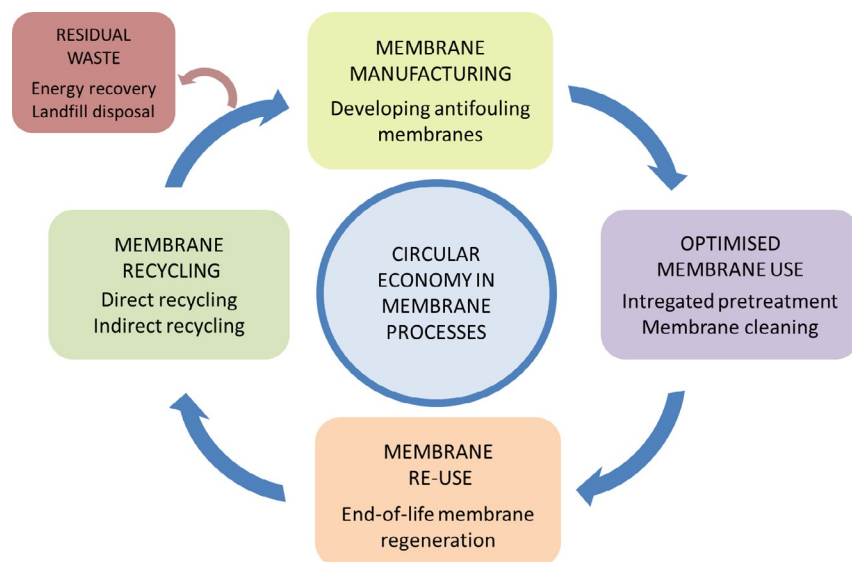 RESIDUAL
WASTE
Energy recovery
Landfill disposal
MEMBRANE
MANUFACTURING
Developing antifouling
membranes
MEMBRANE
RECYCLING
Direct recycling
Indirect recycling
CIRCULAR
ECONOMY IN
MEMBRANE
PROCESSES
OPTIMISED
MEMBRANE USE
Intregated pretreatment
Membrane cleaning
MEMBRANE
RE-USE
End-of-life membrane
regeneration